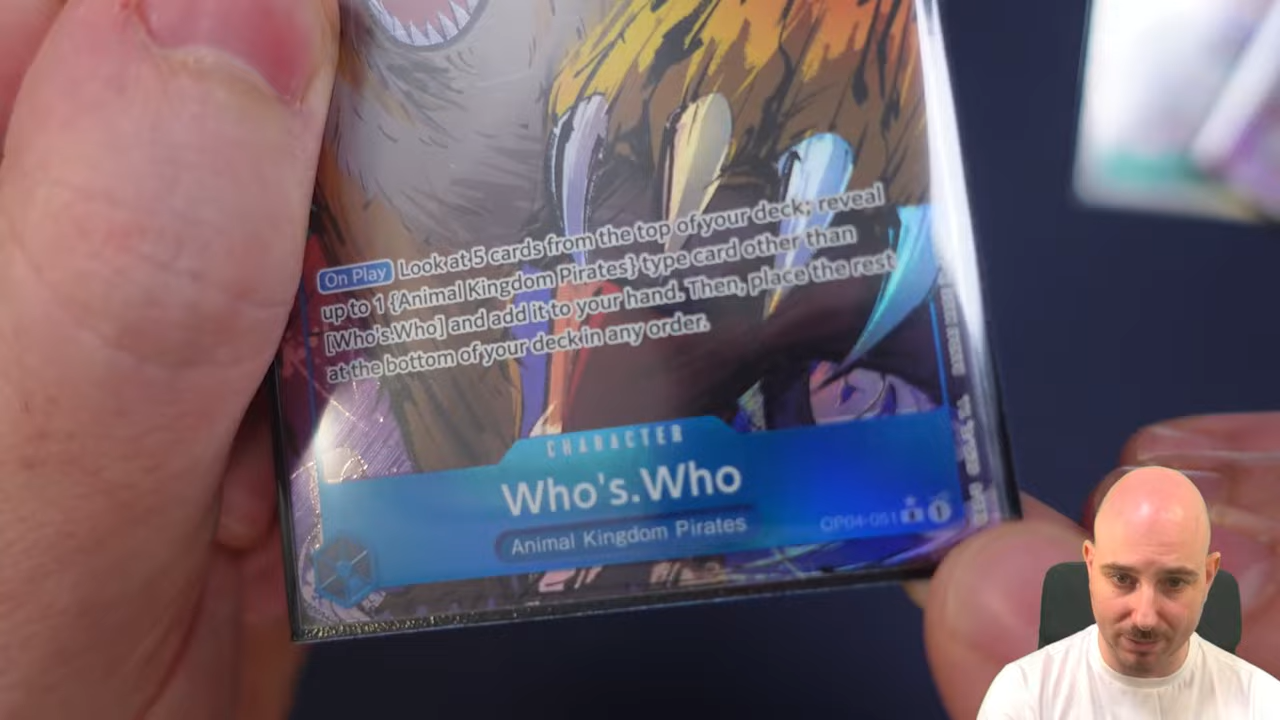 On Play Look at 5 cards from the top of your deck; reveal
up to 1 {Animal Kingdom Pirates} type card other than
[Who's.Who] and add it to your hand. Then, place the rest
at the bottom of your deck in any order.
CHARACTER
Who's.Who
Animal Kingdom Pirates
OP04-051
1